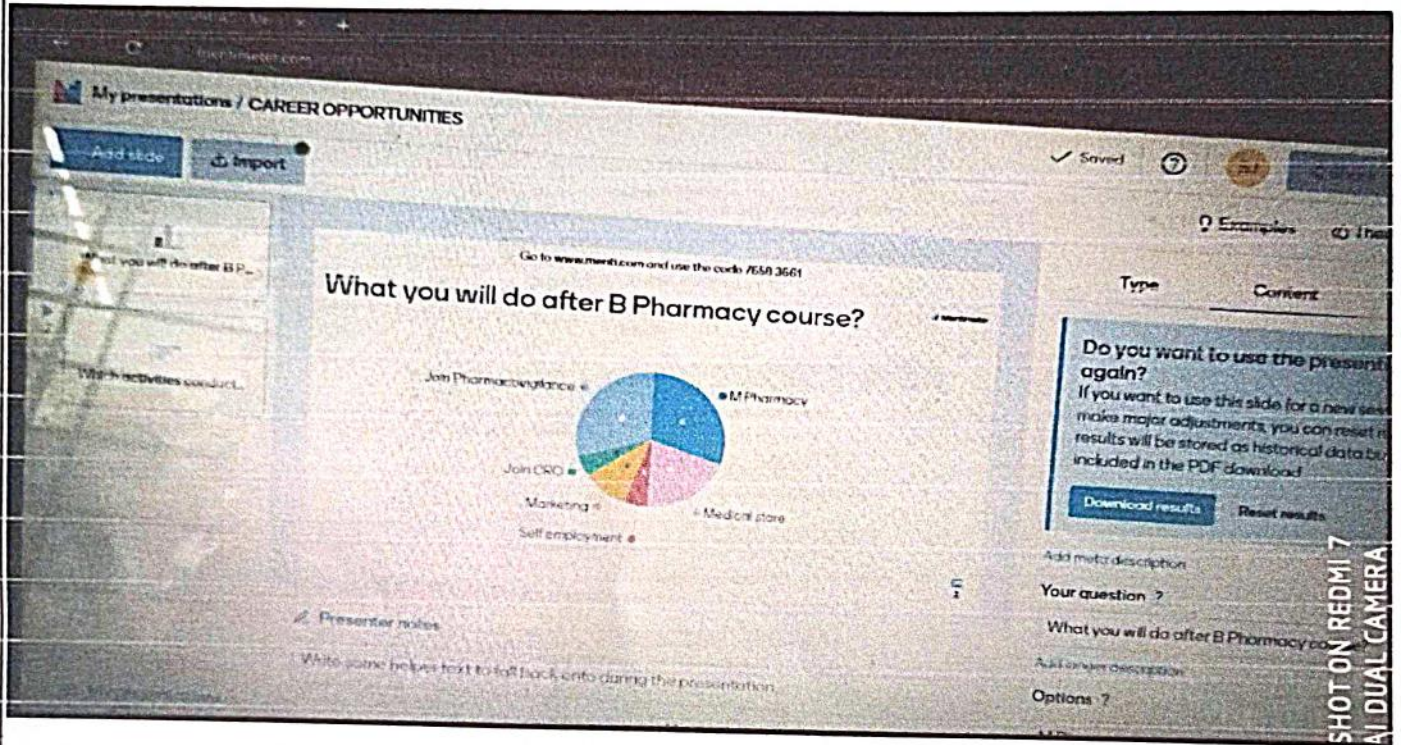 mentimeter.com
My presentations / CAREER OPPORTUNITIES
Add slide
Import
Saved
?
Examples
What you will do after B P...
Which activities conduct...
Go to www.menti.com and use the code 7650 3661
What you will do after B Pharmacy course?
Mentimeter
Join Pharmacovigilance
M Pharmacy
Join CRO
Marketing
Medical store
Self employment
Presenter notes
Write some helper text to fall back onto during the presentation
Type
Content
Do you want to use the presenti
again?
If you want to use this slide for a new ses
make major adjustments, you can reset r
results will be stored as historical data bu
included in the PDF download
Download results
Reset results
Add meta description
Your question ?
What you will do after B Pharmacy course?
Options ?
SHOT ON REDMI 7
AI DUAL CAMERA